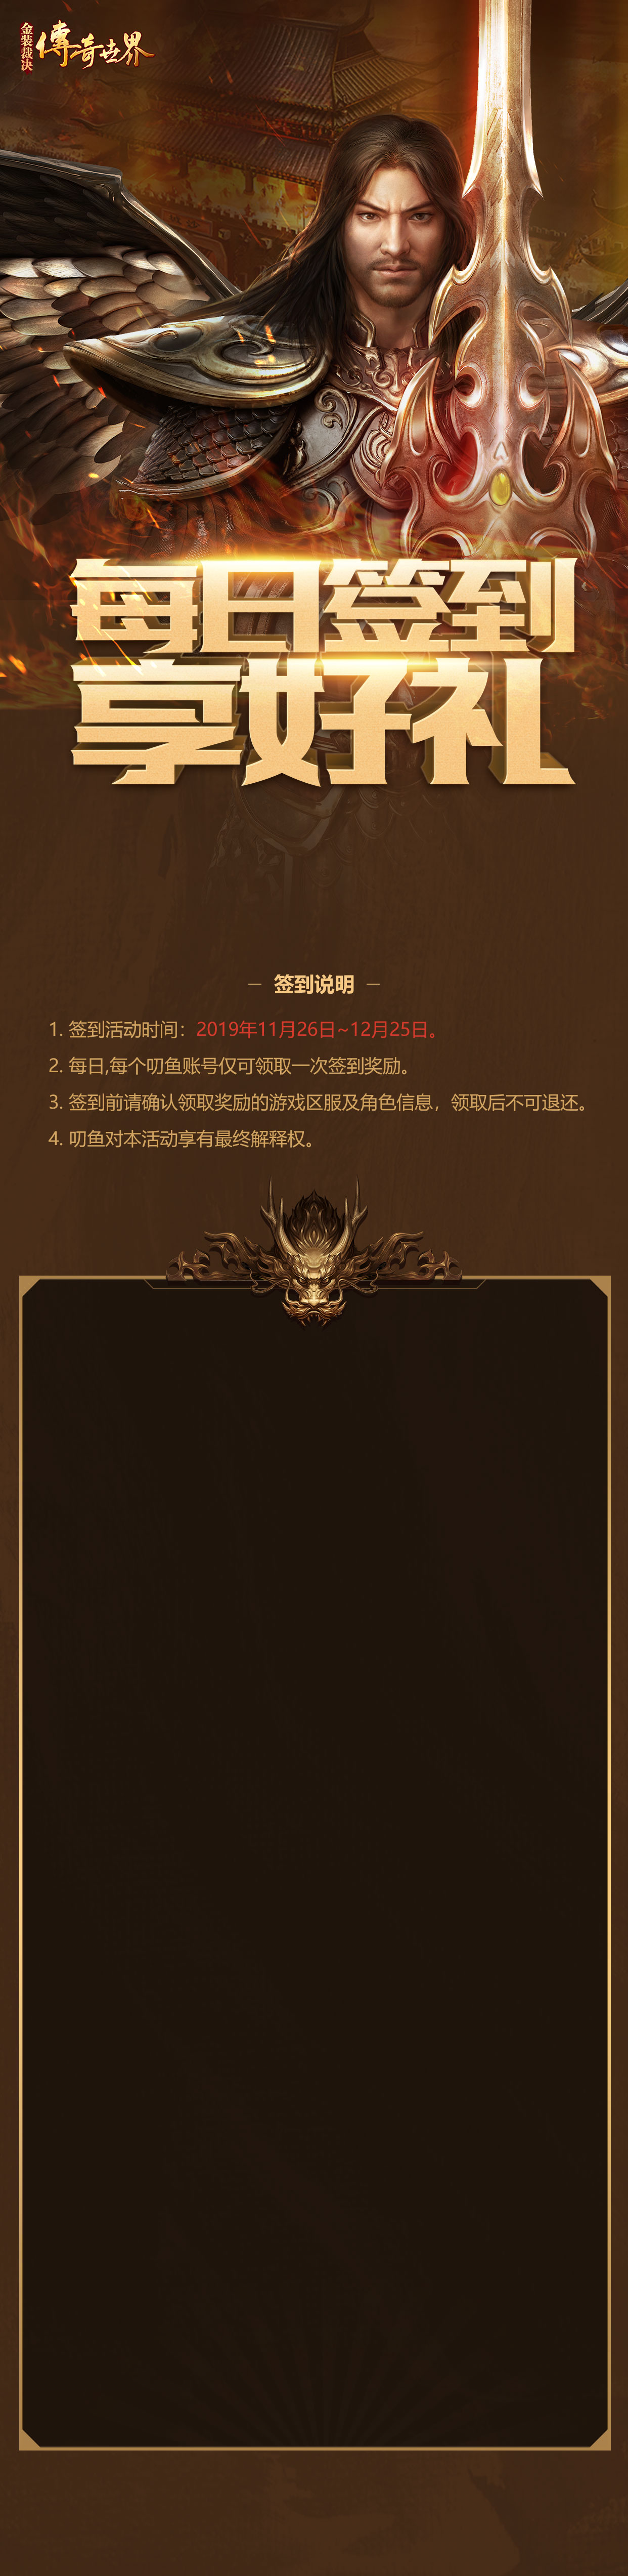 金装裁决
傳奇世界
每日签到
享好礼
签到说明
1. 签到活动时间：2019年11月26日~12月25日。
2. 每日,每个叨鱼账号仅可领取一次签到奖励。
3. 签到前请确认领取奖励的游戏区服及角色信息，领取后不可退还。
4. 叨鱼对本活动享有最终解释权。